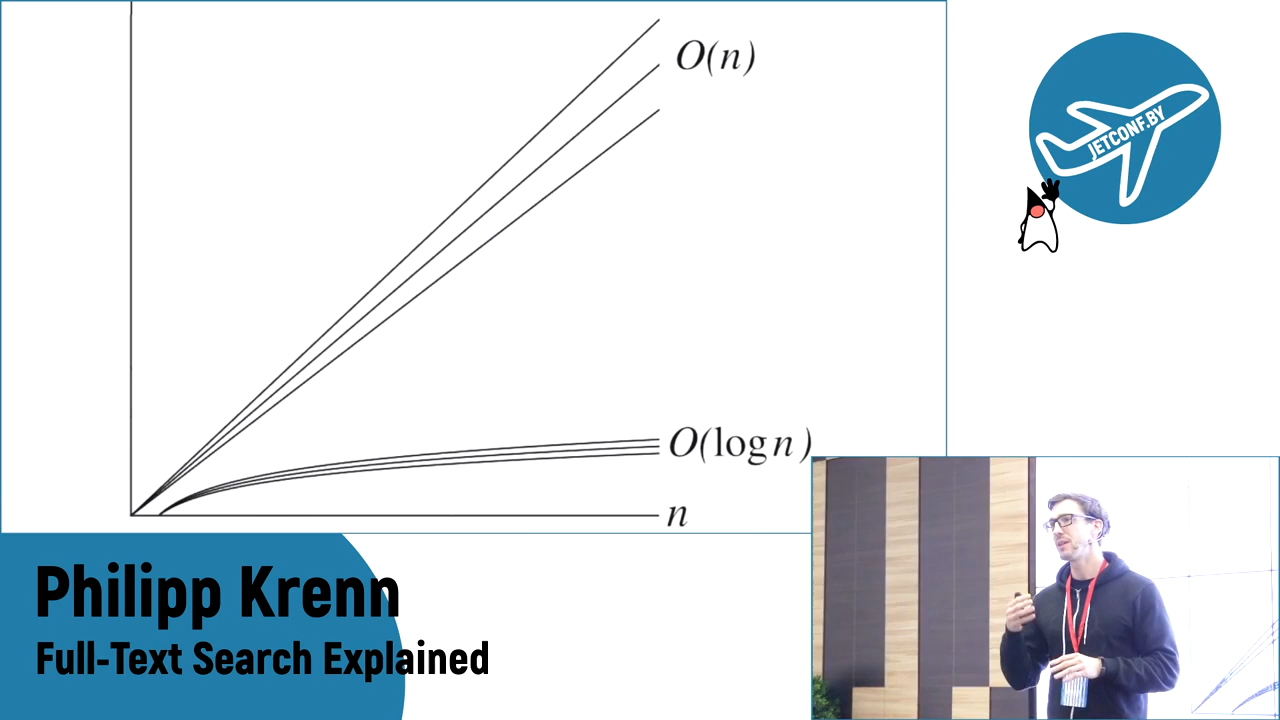 O(n)
JETCONF.BY
O(log n)
n
Philipp Krenn
Full-Text Search Explained